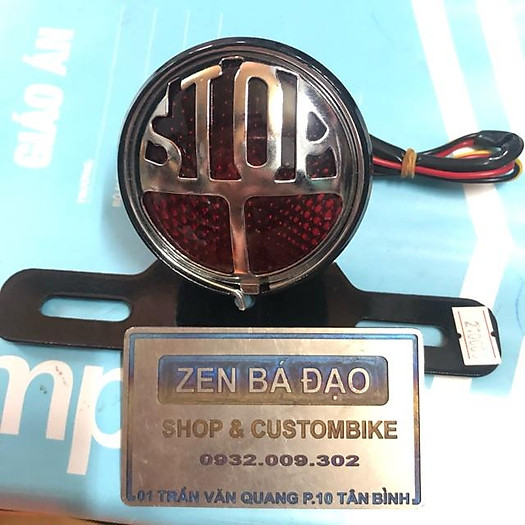 GIÁO ÁN
STOP
ZEN BÁ ĐẠO
SHOP & CUSTOMBIKE
0932.009.302
01 TRẦN VĂN QUANG P.10 TÂN BÌNH